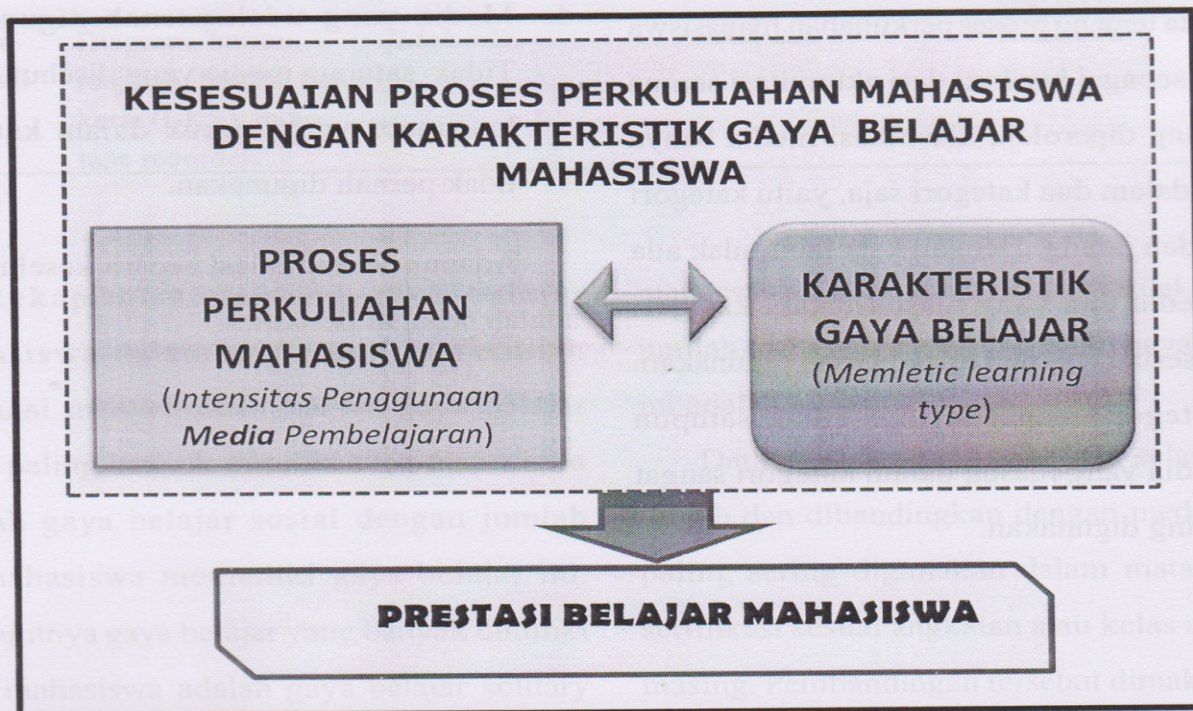 KESESUAIAN PROSES PERKULIAHAN MAHASISWA
DENGAN KARAKTERISTIK GAYA BELAJAR
MAHASISWA
PROSES
PERKULIAHAN
MAHASISWA
(Intensitas Penggunaan
Media Pembelajaran)
KARAKTERISTIK
GAYA BELAJAR
(Memletic learning
type)
PRESTASI BELAJAR MAHASISWA